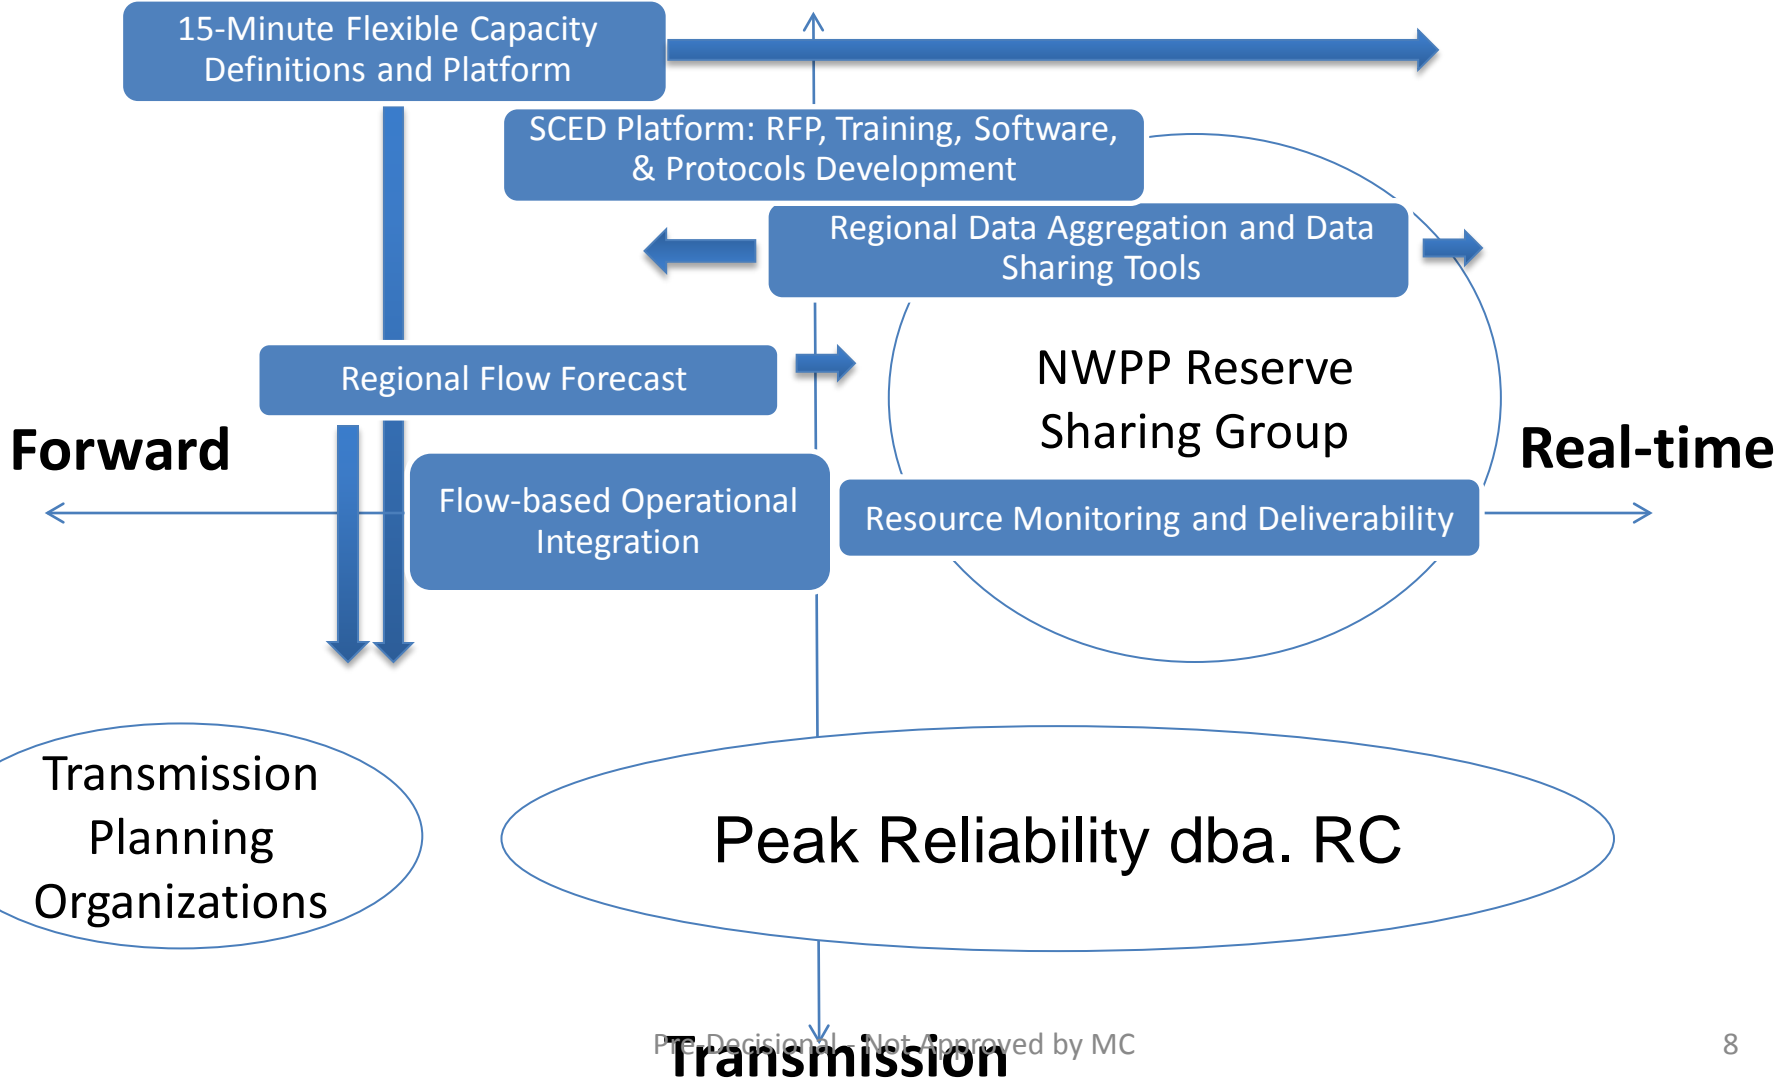 15-Minute Flexible Capacity
Definitions and Platform
SCED Platform: RFP, Training, Software,
& Protocols Development
Regional Data Aggregation and Data
Sharing Tools
Regional Flow Forecast
NWPP Reserve
Sharing Group
Forward
Real-time
Flow-based Operational
Integration
Resource Monitoring and Deliverability
Transmission
Planning
Organizations
Peak Reliability dba. RC
Pre-Decisional - Not Approved by MC
8
Transmission